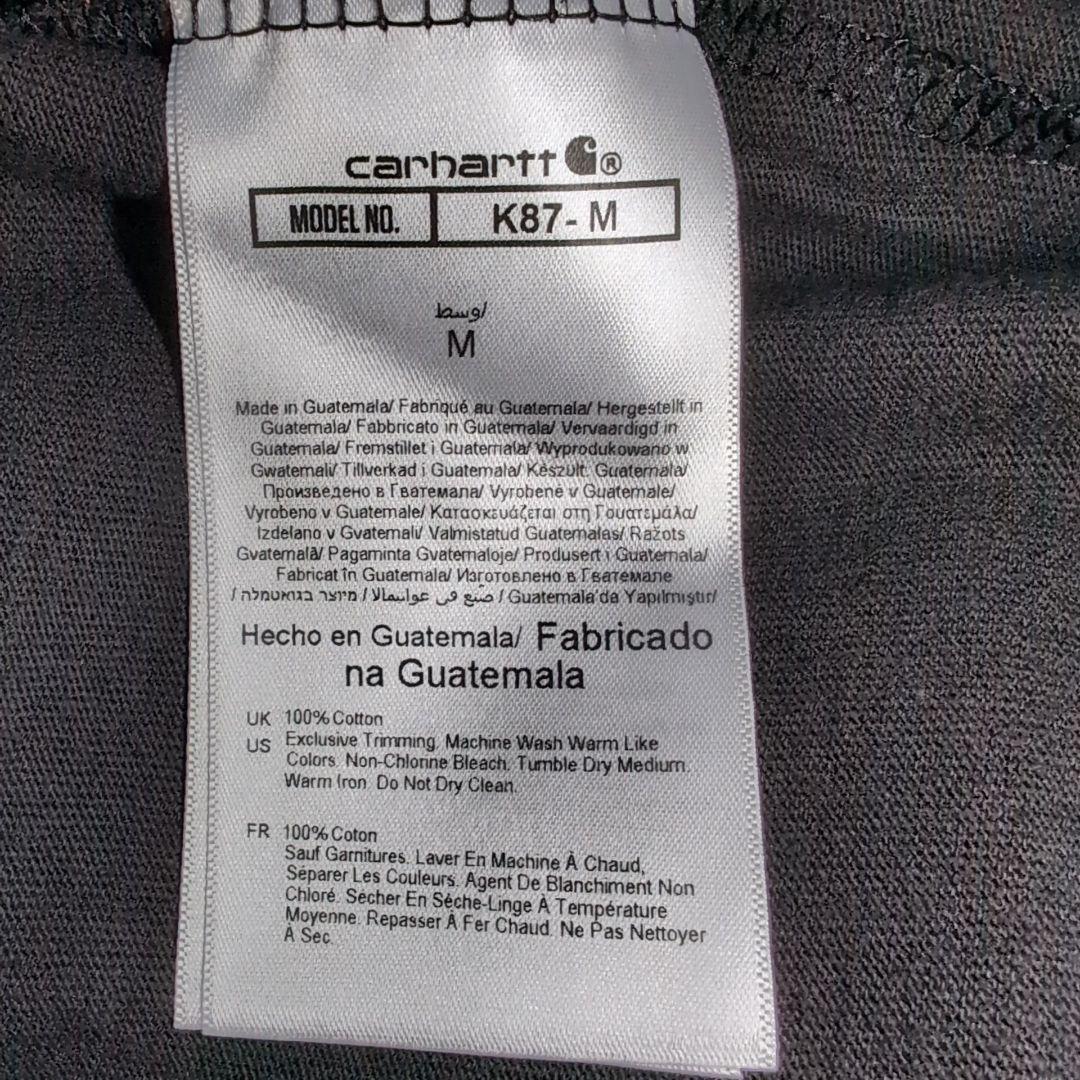 carhartt ®
MODEL NO. K87- M
وسط/
M
Made in Guatemala/ Fabriqué au Guatemala/ Hergestellt in
Guatemala/ Fabbricato in Guatemala/ Vervaardigd in
Guatemala/ Fremstillet i Guatemala/ Wyprodukowano w
Gwatemali/ Tillverkad i Guatemala/ Készült: Guatemala/
Произведено в Гватемала/ Vyrobené v Guatemale/
Vyrobeno v Guatemale/ Κατασκευάζεται στη Γουατεμάλα/
Izdelano v Gvatemali/ Valmistatud Guatemalas/ Ražots
Gvatemalā/ Pagaminta Gvatemaloje/ Produsert i Guatemala/
Fabricat în Guatemala/ Изготовлено в Гватемале
/ מיוצר בגואטמלה / صُنع في غواتيمالا / Guatemala'da Yapılmıştır/
Hecho en Guatemala/ Fabricado
na Guatemala
UK 100% Cotton
US Exclusive Trimming. Machine Wash Warm Like
Colors. Non-Chlorine Bleach. Tumble Dry Medium.
Warm Iron. Do Not Dry Clean.
FR 100% Coton
Sauf Garnitures. Laver En Machine À Chaud,
Séparer Les Couleurs. Agent De Blanchiment Non
Chloré. Sécher En Sèche-Linge À Température
Moyenne. Repasser À Fer Chaud. Ne Pas Nettoyer
À Sec.